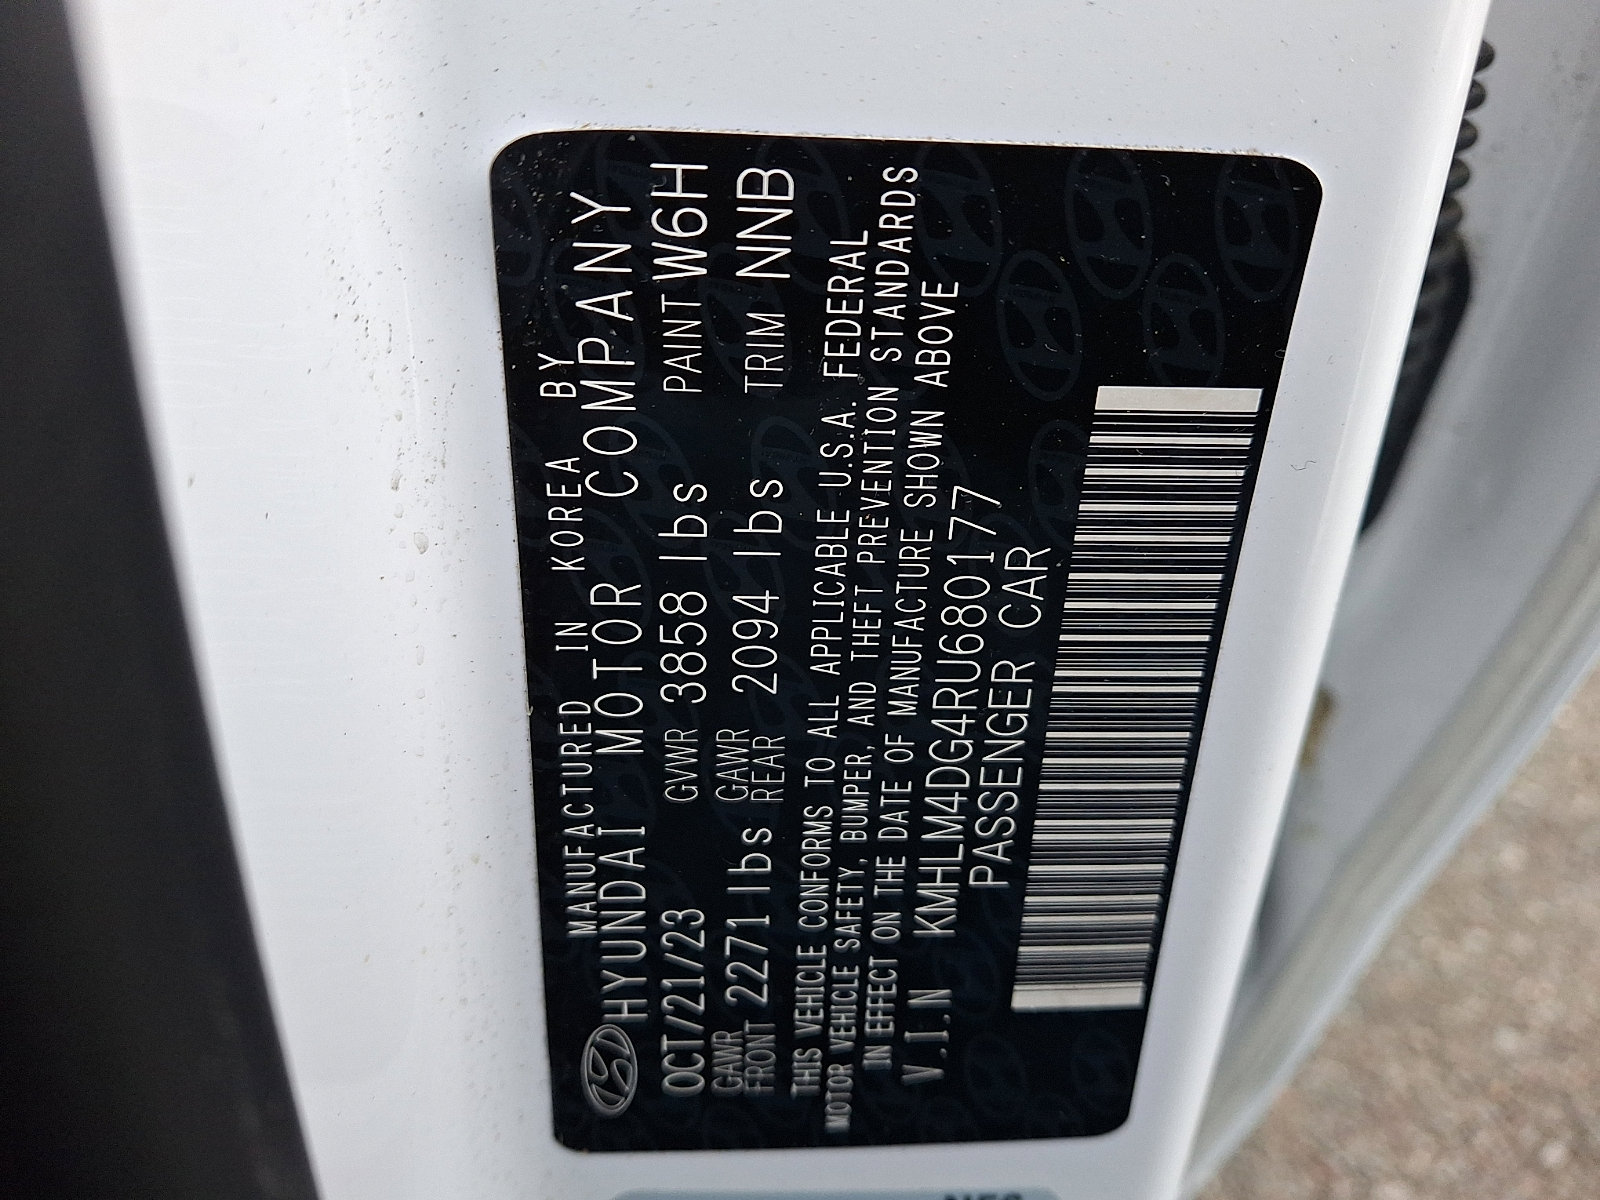 MANUFACTURED IN KOREA BY
HYUNDAI MOTOR COMPANY
OCT/21/23 GVWR 3858 lbs PAINT W6H
GAWR FRONT 2271 lbs GAWR REAR 2094 lbs TRIM NNB
THIS VEHICLE CONFORMS TO ALL APPLICABLE U.S.A. FEDERAL
MOTOR VEHICLE SAFETY, BUMPER, AND THEFT PREVENTION STANDARDS
IN EFFECT ON THE DATE OF MANUFACTURE SHOWN ABOVE
V.I.N KMHLM4DG4RU680177
PASSENGER CAR